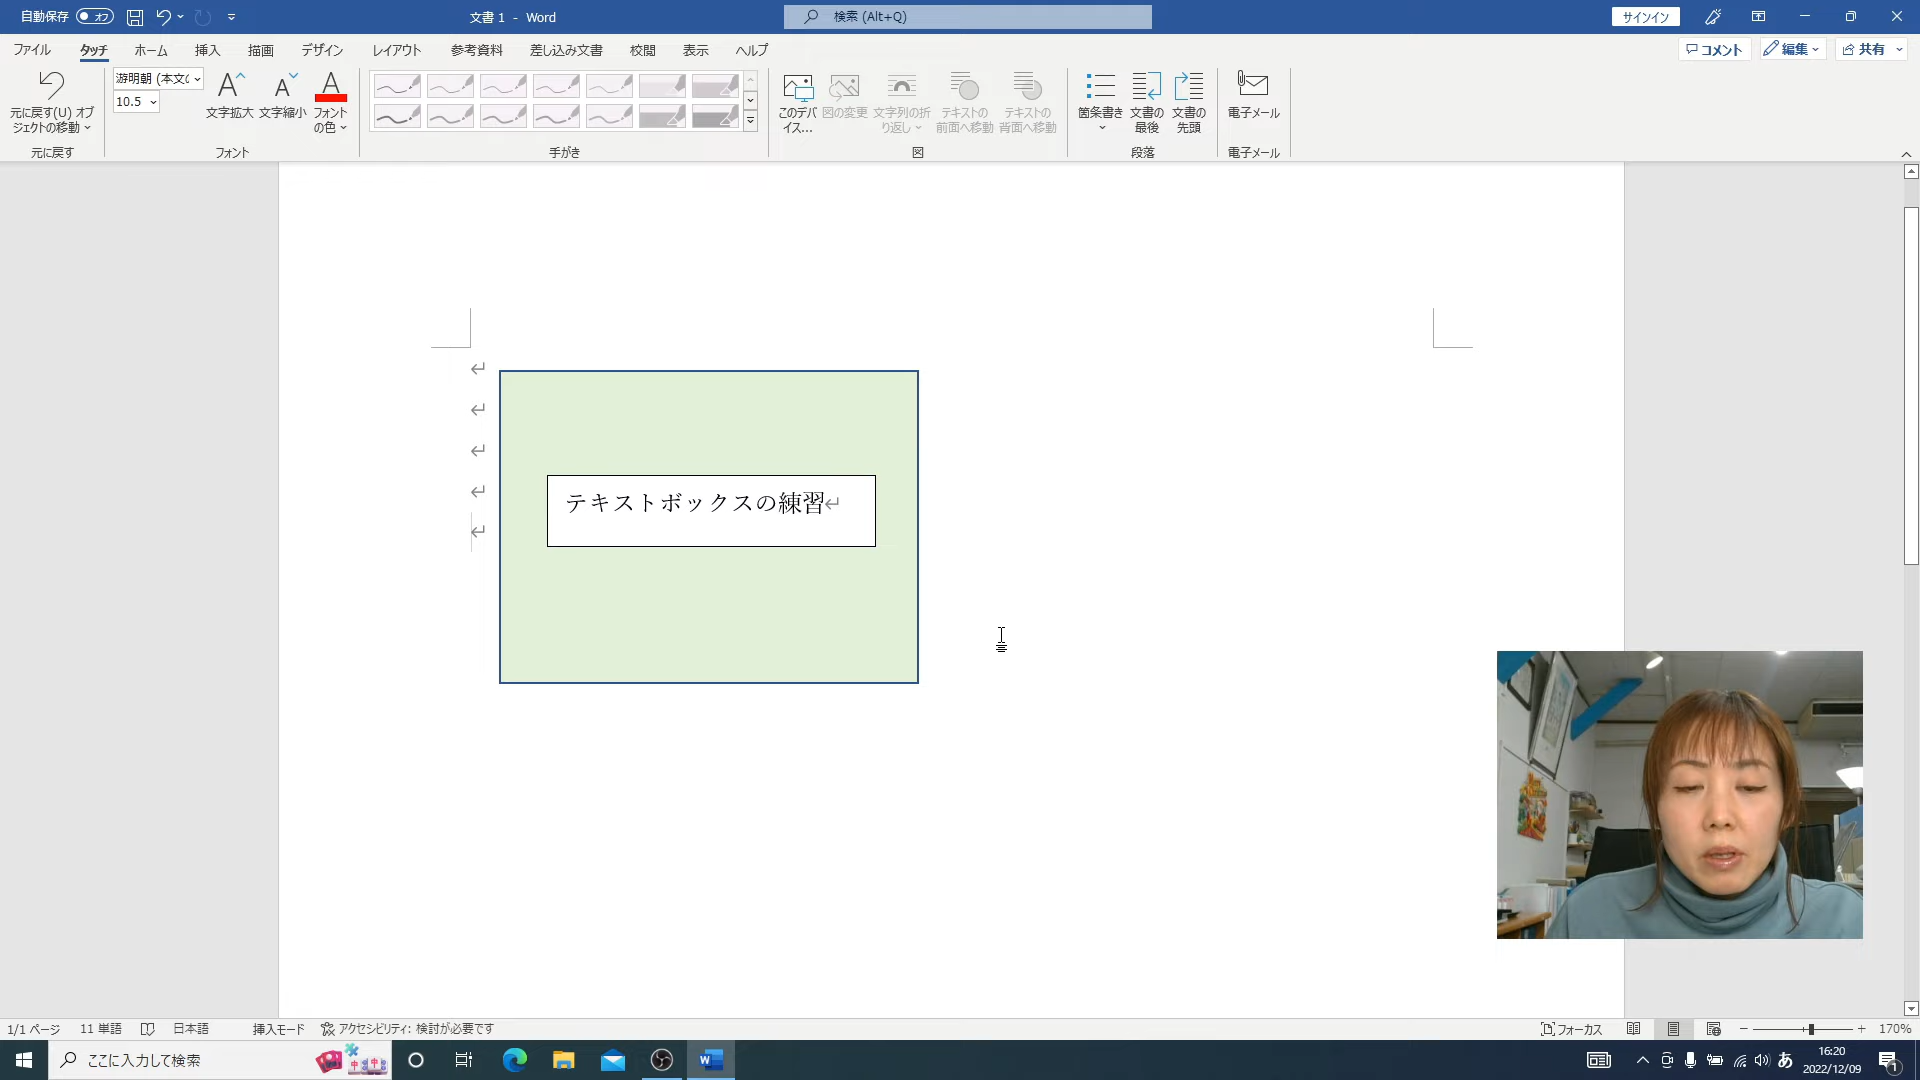 自動保存 オフ 文書 1 - Word 検索 (Alt+Q) サインイン
ファイル タッチ ホーム 挿入 描画 デザイン レイアウト 参考資料 差し込み文書 校閲 表示 ヘルプ コメント 編集 共有
元に戻す(U) オブ
ジェクトの移動
元に戻す
游明朝 (本文の
10.5
文字拡大 文字縮小 フォント
の色
フォント
手がき
このデバ
イス...
図の変更
文字列の折
り返し
テキストの
前面へ移動
テキストの
背面へ移動
図
箇条書き
文書の
最後
文書の
先頭
段落
電子メール
電子メール
テキストボックスの練習
1/1 ページ 11 単語 日本語 挿入モード アクセシビリティ: 検討が必要です フォーカス 170%
ここに入力して検索
あ
16:20
2022/12/09
1